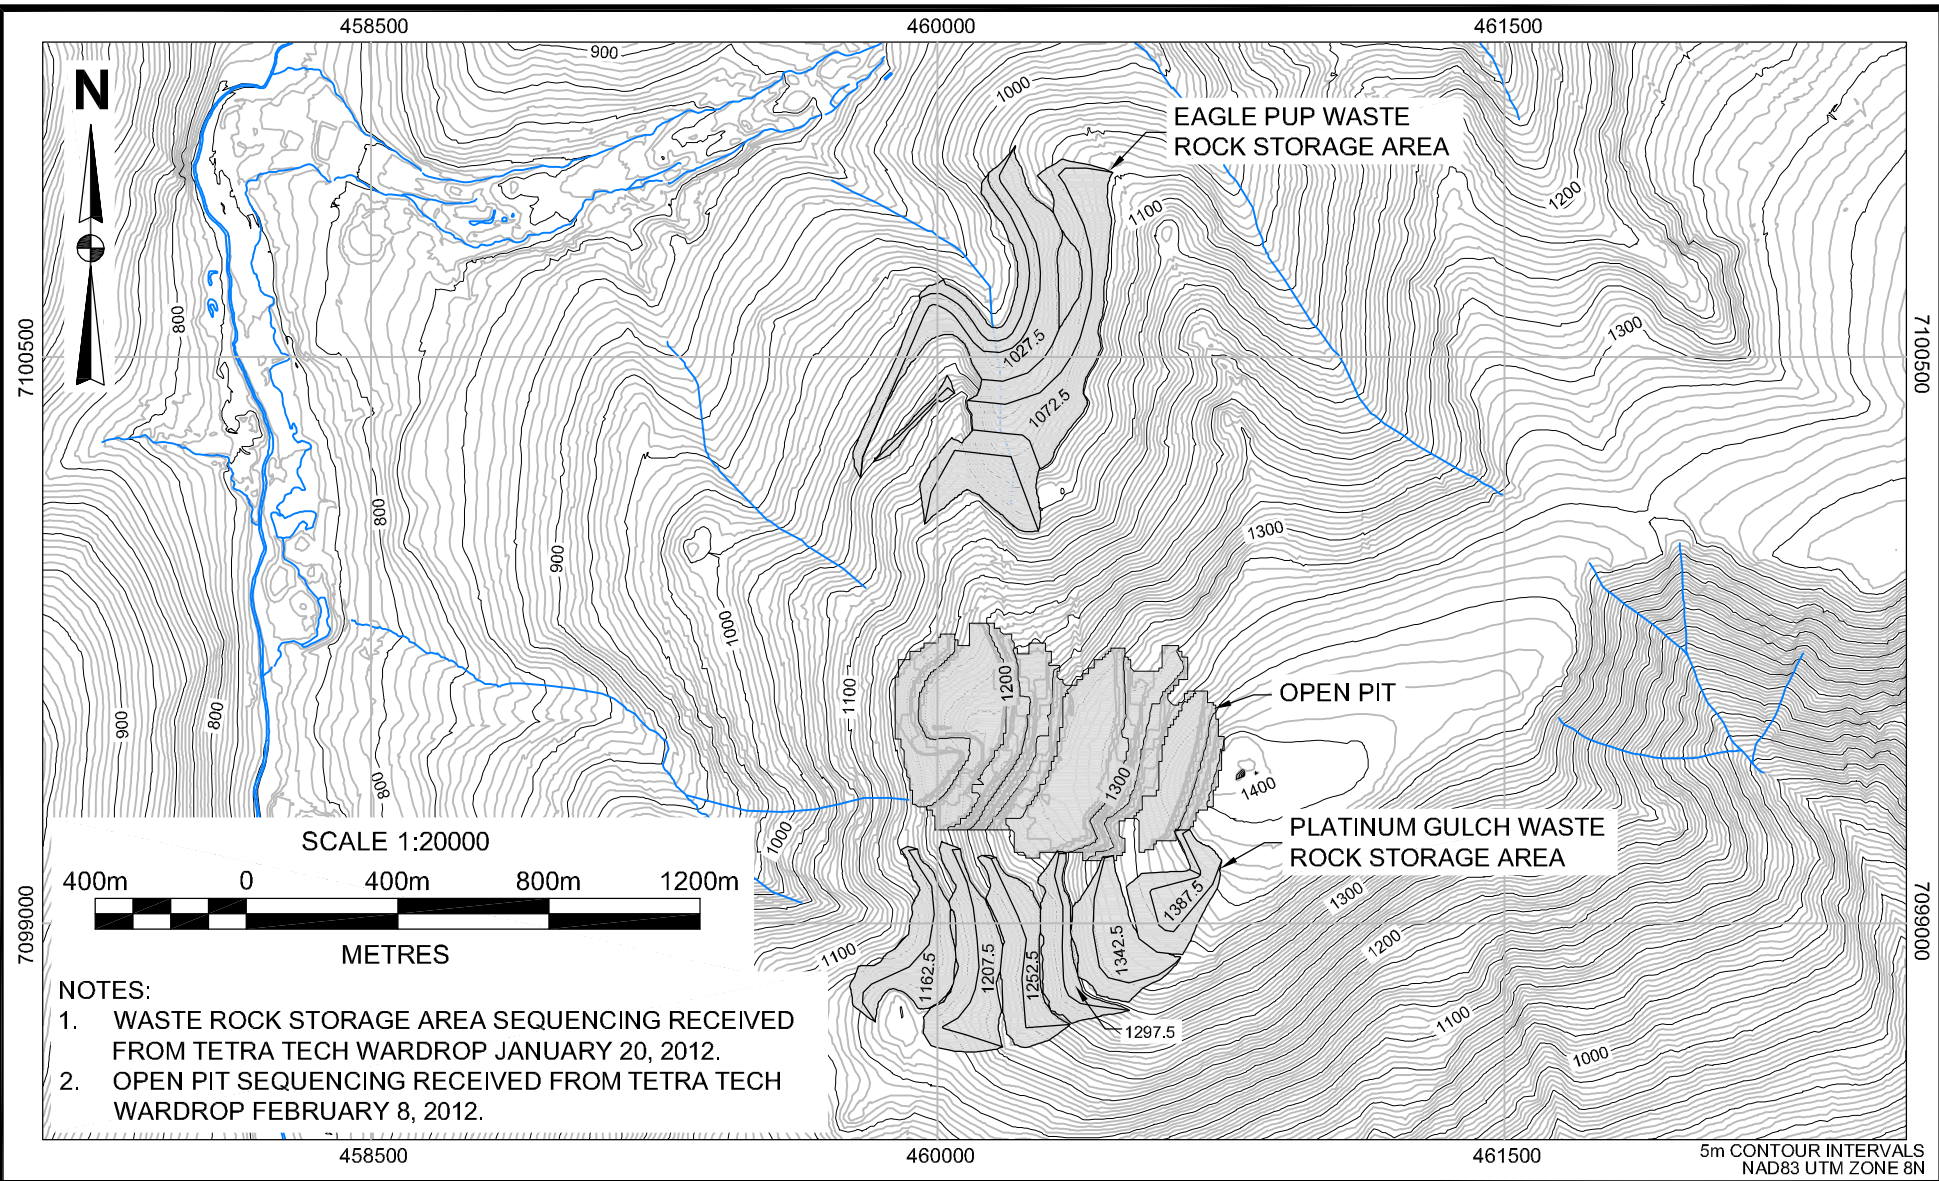 458500
460000
461500
N
900
1000
EAGLE PUP WASTE
ROCK STORAGE AREA
1200
1100
800
7100500
1027.5
1300
7100500
1072.5
800
1300
900
1000
1200
1100
OPEN PIT
900
800
800
1300
1400
SCALE 1:20000
1000
PLATINUM GULCH WASTE
ROCK STORAGE AREA
400m 0 400m 800m 1200m
1387.5
1300
7099000
7099000
METRES
1100
1162.5
1207.5
1252.5
1342.5
1200
NOTES:
1. WASTE ROCK STORAGE AREA SEQUENCING RECEIVED
FROM TETRA TECH WARDROP JANUARY 20, 2012.
1297.5
1100
1000
2. OPEN PIT SEQUENCING RECEIVED FROM TETRA TECH
WARDROP FEBRUARY 8, 2012.
458500
460000
461500
5m CONTOUR INTERVALS
NAD83 UTM ZONE 8N